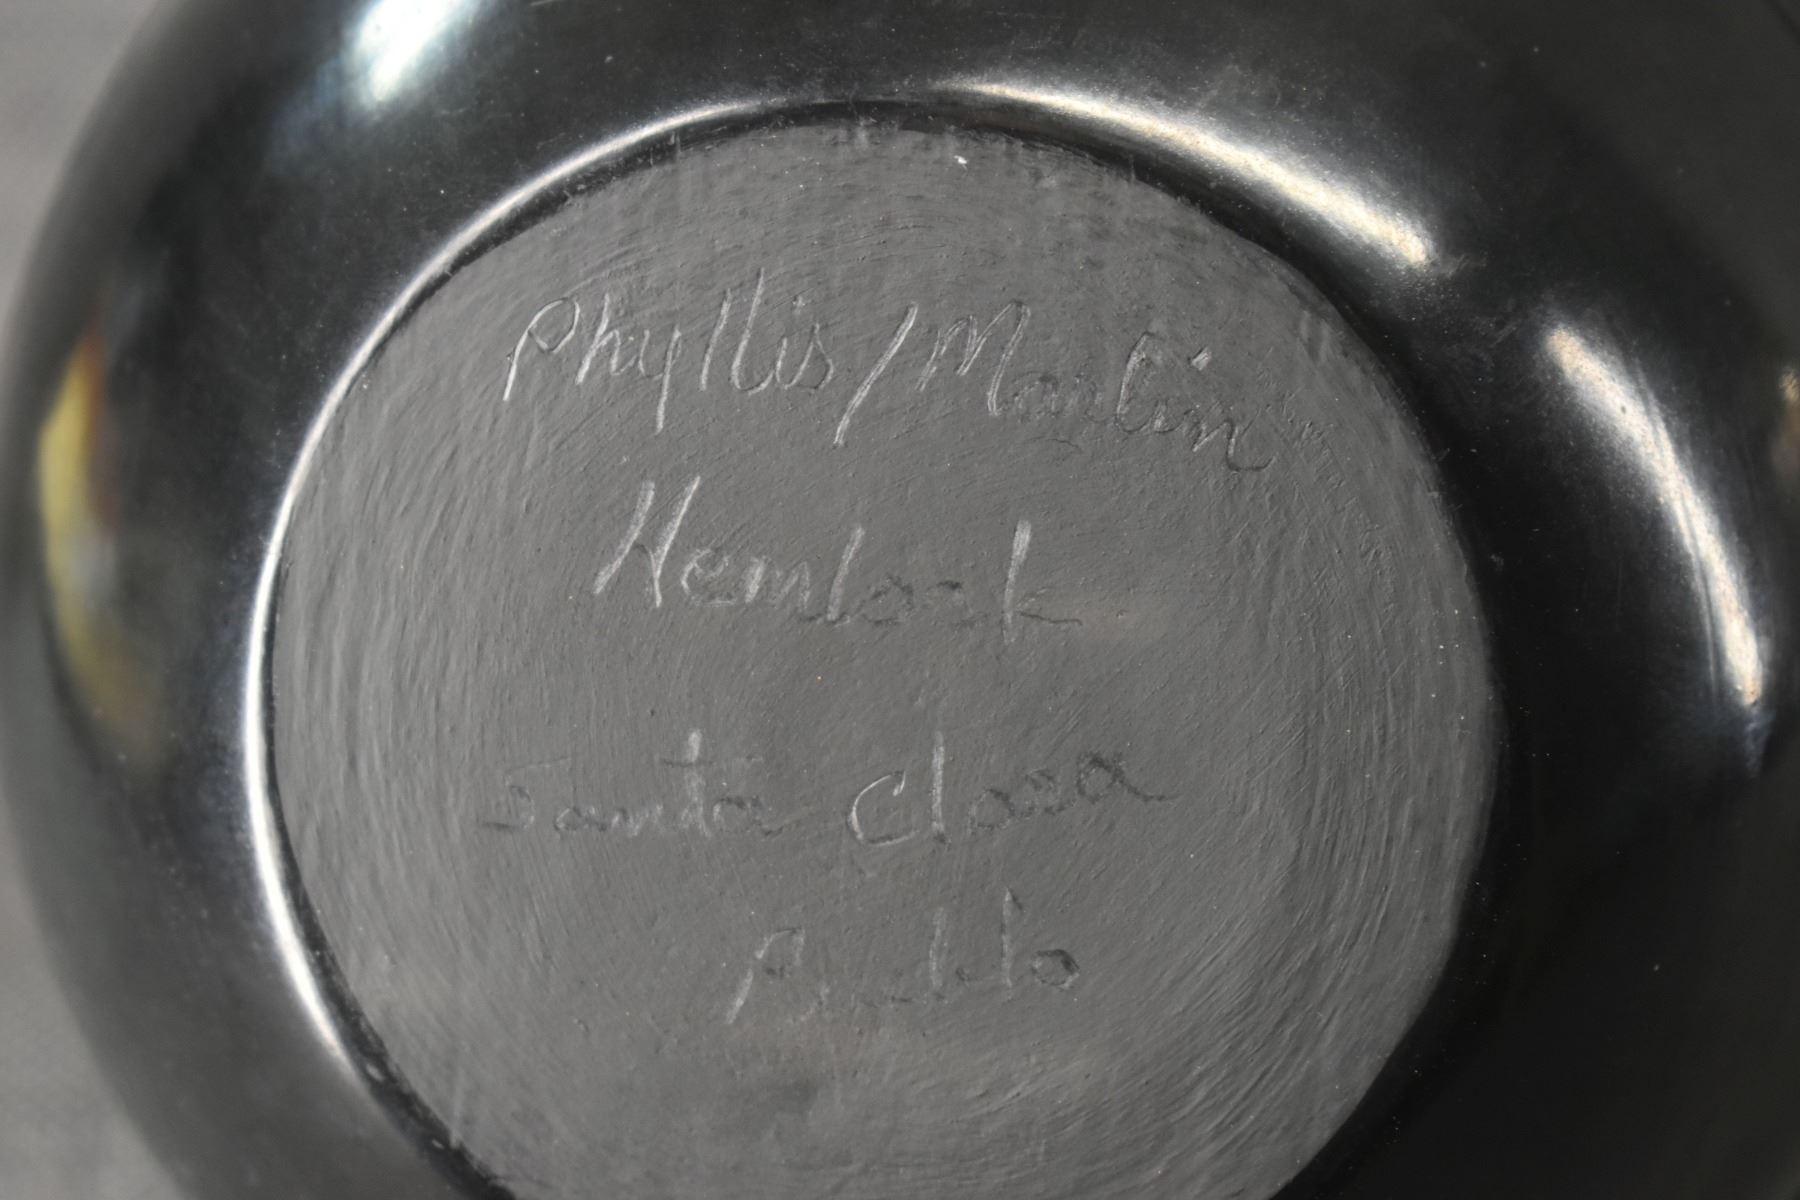 Phyllis/Marlin
Hemlock
Santa Clara
Pueblo